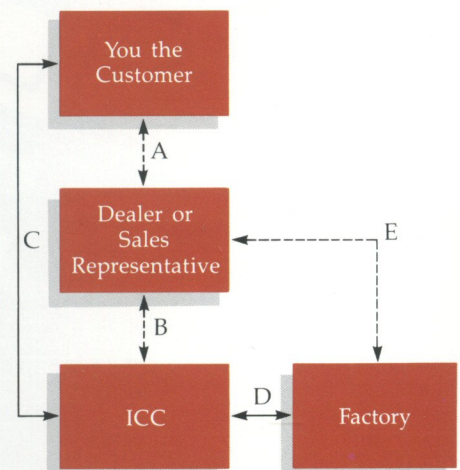 You the
Customer
A
Dealer or
Sales
Representative
E
C
B
ICC
D
Factory